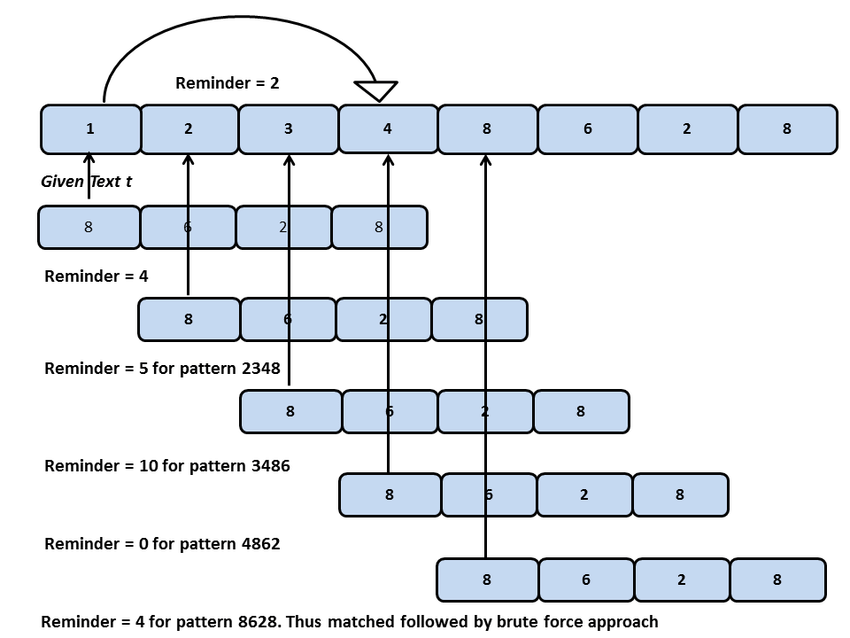 Reminder = 2
1 2 3 4 8 6 2 8
Given Text t
8 6 2 8
Reminder = 4
8 6 2 8
Reminder = 5 for pattern 2348
8 6 2 8
Reminder = 10 for pattern 3486
8 6 2 8
Reminder = 0 for pattern 4862
8 6 2 8
Reminder = 4 for pattern 8628. Thus matched followed by brute force approach